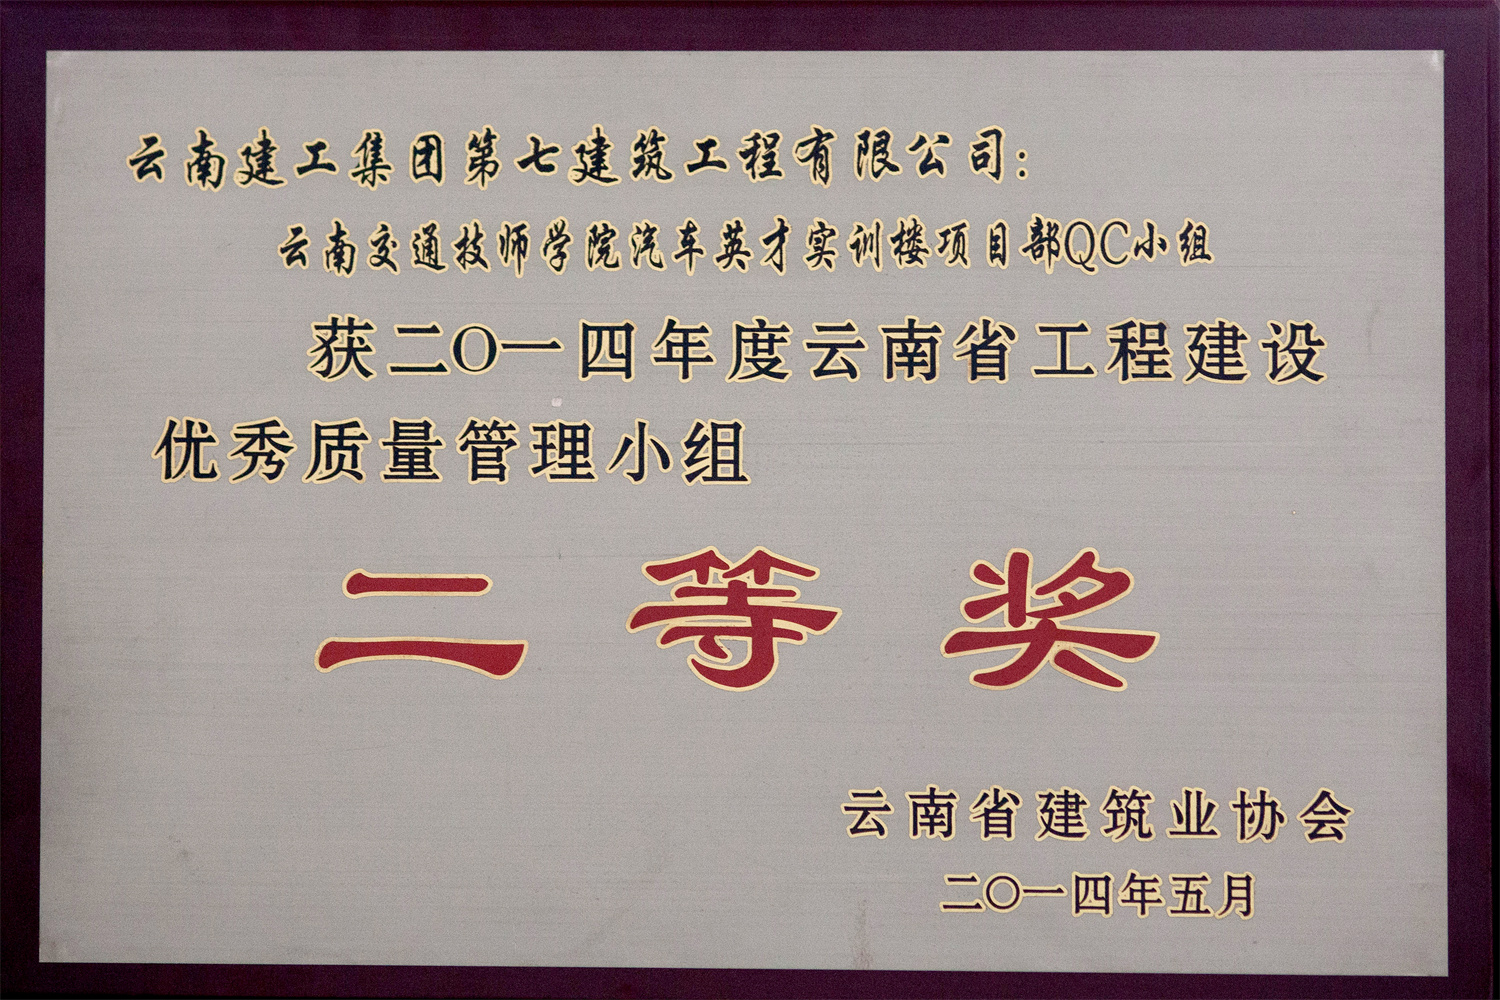 云南建工集团第七建筑工程有限公司：
云南交通技师学院汽车英才实训楼项目部QC小组
获二〇一四年度云南省工程建设
优秀质量管理小组
二等奖
云南省建筑业协会
二〇一四年五月